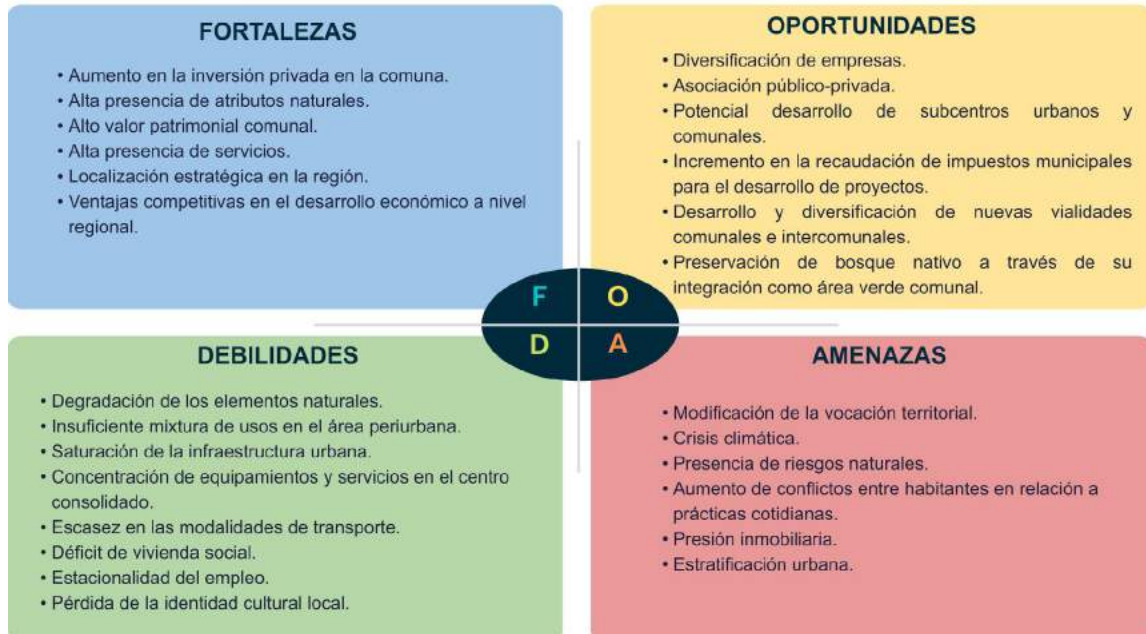 FORTALEZAS
• Aumento en la inversión privada en la comuna.
• Alta presencia de atributos naturales.
• Alto valor patrimonial comunal.
• Alta presencia de servicios.
• Localización estratégica en la región.
• Ventajas competitivas en el desarrollo económico a nivel
regional.
OPORTUNIDADES
• Diversificación de empresas.
• Asociación público-privada.
• Potencial desarrollo de subcentros urbanos y
comunales.
• Incremento en la recaudación de impuestos municipales
para el desarrollo de proyectos.
• Desarrollo y diversificación de nuevas vialidades
comunales e intercomunales.
• Preservación de bosque nativo a través de su
integración como área verde comunal.
F O
D A
DEBILIDADES
• Degradación de los elementos naturales.
• Insuficiente mixtura de usos en el área periurbana.
• Saturación de la infraestructura urbana.
• Concentración de equipamientos y servicios en el centro
consolidado.
• Escasez en las modalidades de transporte.
• Déficit de vivienda social.
• Estacionalidad del empleo.
• Pérdida de la identidad cultural local.
AMENAZAS
• Modificación de la vocación territorial.
• Crisis climática.
• Presencia de riesgos naturales.
• Aumento de conflictos entre habitantes en relación a
prácticas cotidianas.
• Presión inmobiliaria.
• Estratificación urbana.